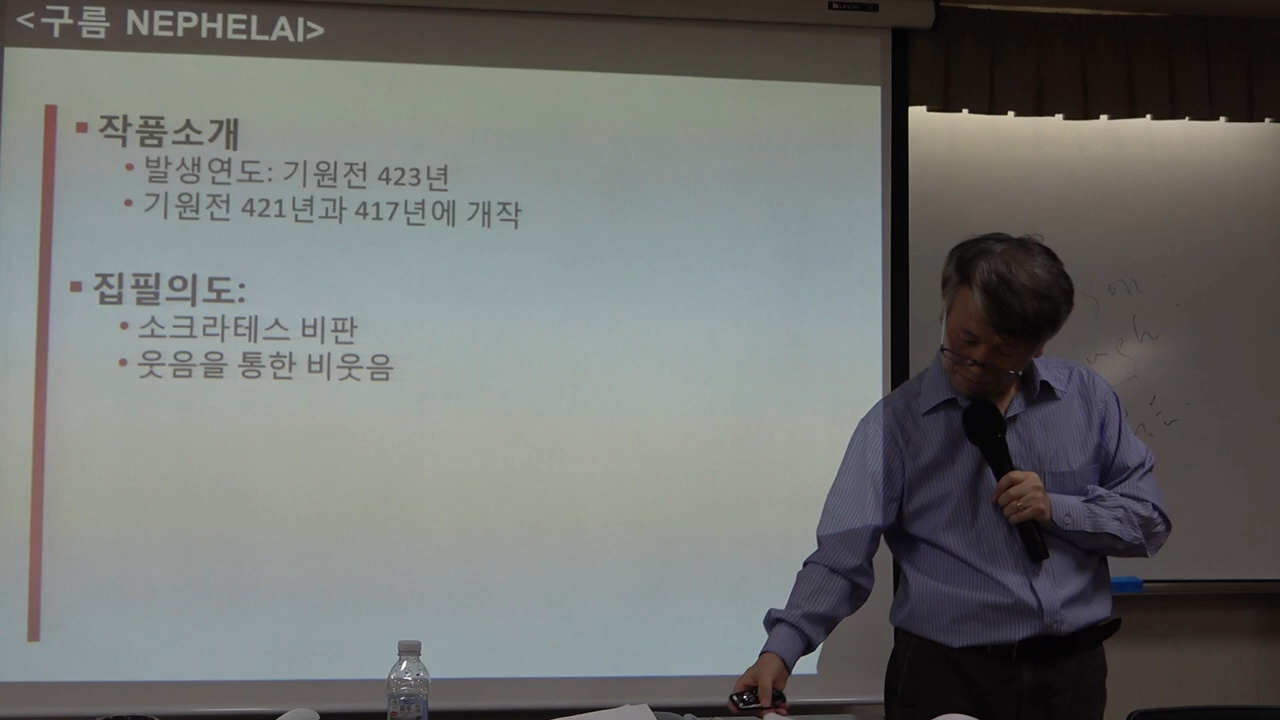 <구름 NEPHELAI>
▪ 작품소개
• 발생연도: 기원전 423년
• 기원전 421년과 417년에 개작
▪ 집필의도:
• 소크라테스 비판
• 웃음을 통한 비웃음